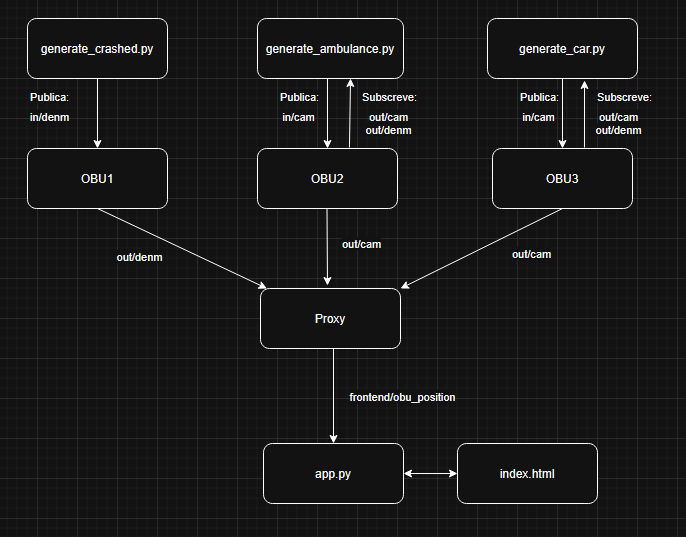 generate_crashed.py
generate_ambulance.py
generate_car.py
Publica:
in/denm
Publica:
in/cam
Subscreve:
out/cam
out/denm
Publica:
in/cam
Subscreve:
out/cam
out/denm
OBU1
OBU2
OBU3
out/denm
out/cam
out/cam
Proxy
frontend/obu_position
app.py
index.html